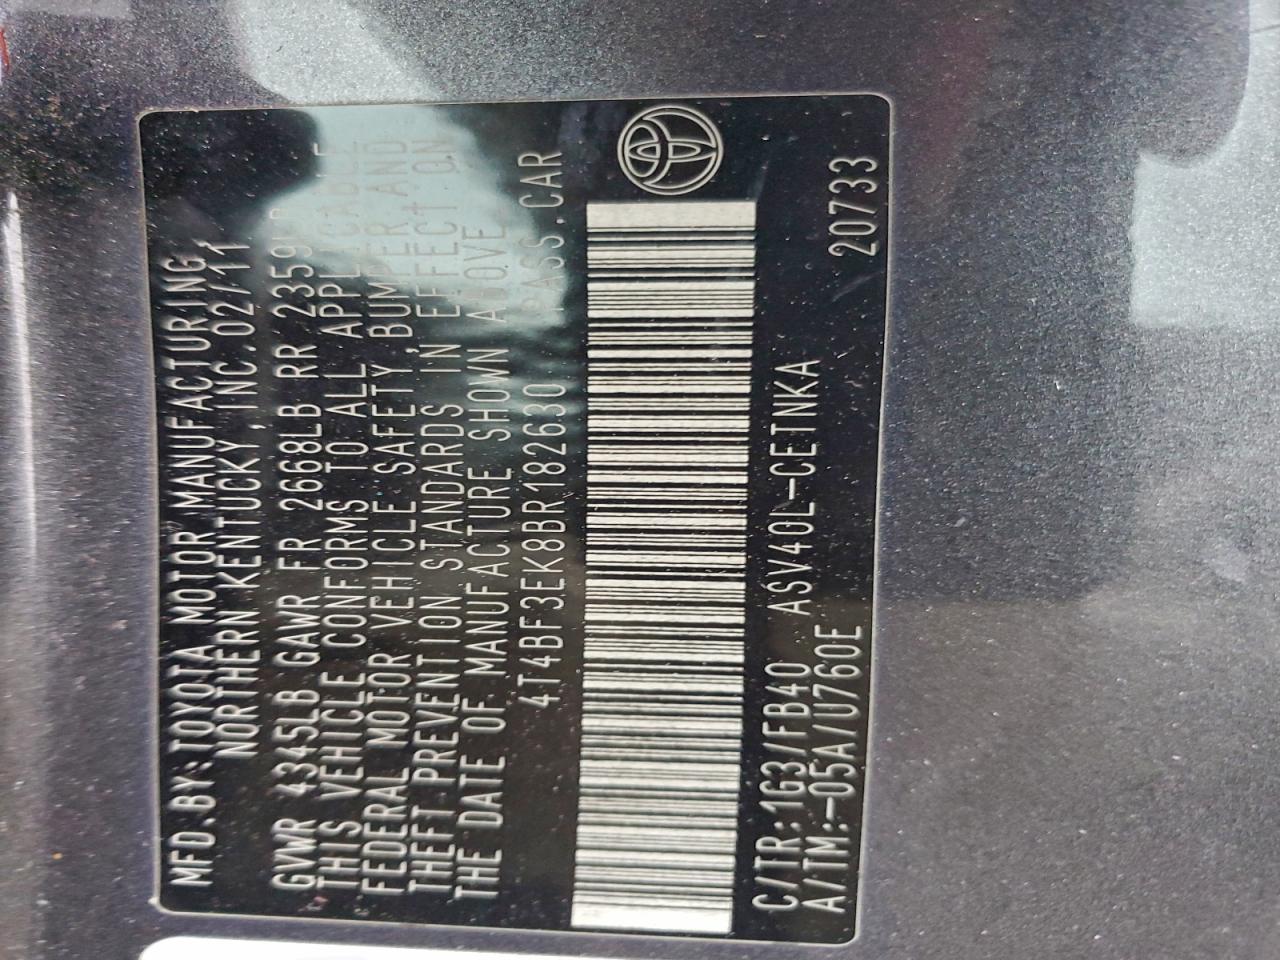 MFD.BY:TOYOTA MOTOR MANUFACTURING,
NORTHERN KENTUCKY,INC.02/11
GVWR 4345LB GAWR FR 2668LB RR 2359LB
THIS VEHICLE CONFORMS TO ALL APPLICABLE
FEDERAL MOTOR VEHICLE SAFETY,BUMPER AND
THEFT PREVENTION STANDARDS IN EFFECT ON
THE DATE OF MANUFACTURE SHOWN ABOVE.
4T4BF3EK8BR182630 PASS.CAR
C/TR:1G3/FB40 ASV40L-CETNKA
A/TM:-05A/U760E 20733